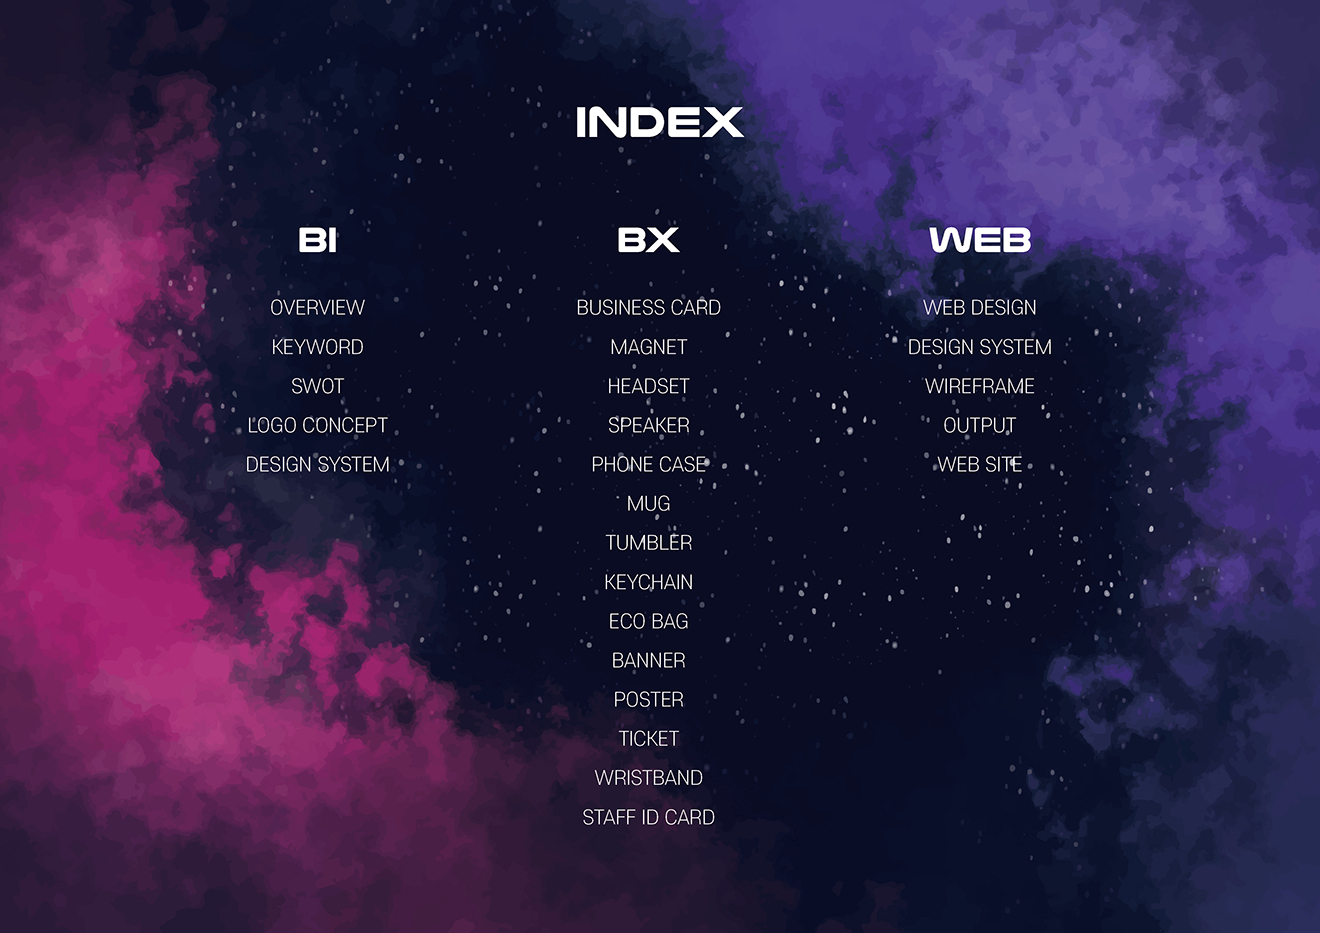 INDEX
BI
OVERVIEW
KEYWORD
SWOT
LOGO CONCEPT
DESIGN SYSTEM
BX
BUSINESS CARD
MAGNET
HEADSET
SPEAKER
PHONE CASE
MUG
TUMBLER
KEYCHAIN
ECO BAG
BANNER
POSTER
TICKET
WRISTBAND
STAFF ID CARD
WEB
WEB DESIGN
DESIGN SYSTEM
WIREFRAME
OUTPUT
WEB SITE